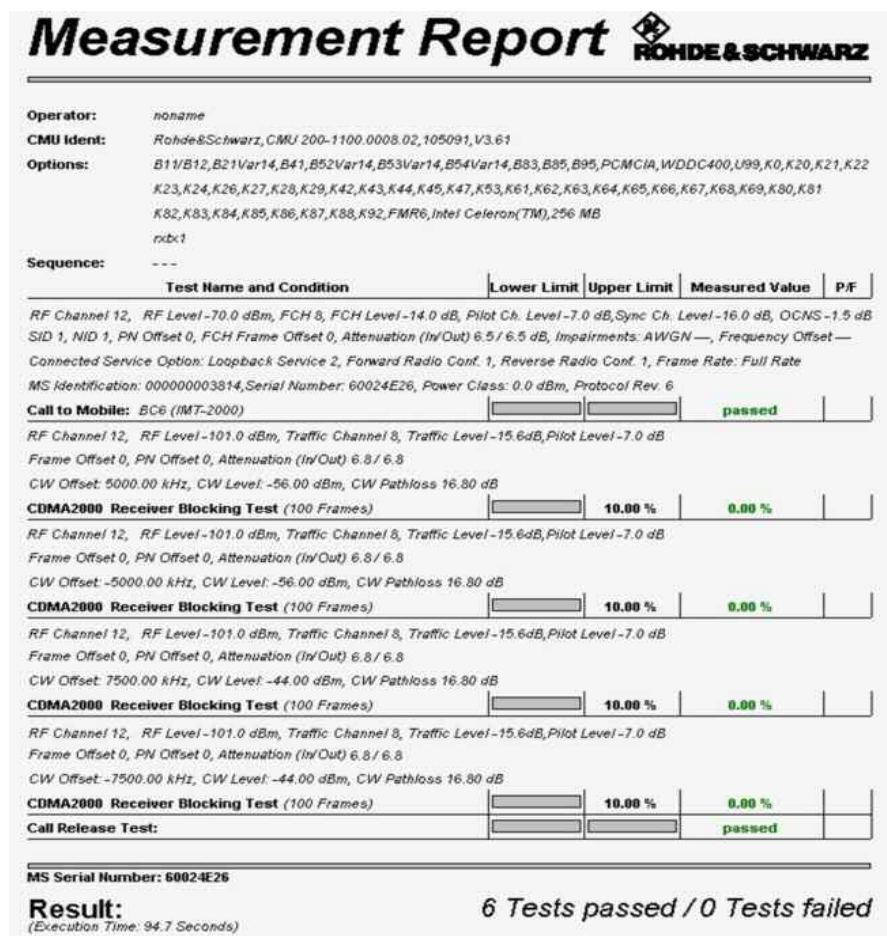 Measurement Report ROHDE&SCHWARZ
Operator: noname
CMU Ident: Rohde&Schwarz,CMU 200-1100.0008.02,105091,V3.61
Options: B11/B12,B21Var14,B41,B52Var14,B53Var14,B54Var14,B83,B85,B95,PCMCIA,WDDC400,U99,K0,K20,K21,K22
K23,K24,K26,K27,K28,K29,K42,K43,K44,K45,K47,K53,K61,K62,K63,K64,K65,K66,K67,K68,K69,K80,K81
K82,K83,K84,K85,K86,K87,K88,K92,FMR6,Intel Celeron(TM),256 MB
rxtx1
Sequence: ---
Test Name and Condition Lower Limit Upper Limit Measured Value P/F
RF Channel 12, RF Level -70.0 dBm, FCH 8, FCH Level -14.0 dB, Pilot Ch. Level -7.0 dB,Sync Ch. Level -16.0 dB, OCNS -1.5 dB
SID 1, NID 1, PN Offset 0, FCH Frame Offset 0, Attenuation (In/Out) 6.5 / 6.5 dB, Impairments: AWGN ---, Frequency Offset ---
Connected Service Option: Loopback Service 2, Forward Radio Conf. 1, Reverse Radio Conf. 1, Frame Rate: Full Rate
MS Identification: 000000003814,Serial Number: 60024E26, Power Class: 0.0 dBm, Protocol Rev. 6
Call to Mobile: BC6 (IMT-2000) passed
RF Channel 12, RF Level -101.0 dBm, Traffic Channel 8, Traffic Level -15.6dB,Pilot Level -7.0 dB
Frame Offset 0, PN Offset 0, Attenuation (In/Out) 6.8 / 6.8
CW Offset: 5000.00 kHz, CW Level: -56.00 dBm, CW Pathloss 16.80 dB
CDMA2000 Receiver Blocking Test (100 Frames) 10.00 % 0.00 %
RF Channel 12, RF Level -101.0 dBm, Traffic Channel 8, Traffic Level -15.6dB,Pilot Level -7.0 dB
Frame Offset 0, PN Offset 0, Attenuation (In/Out) 6.8 / 6.8
CW Offset: -5000.00 kHz, CW Level: -56.00 dBm, CW Pathloss 16.80 dB
CDMA2000 Receiver Blocking Test (100 Frames) 10.00 % 0.00 %
RF Channel 12, RF Level -101.0 dBm, Traffic Channel 8, Traffic Level -15.6dB,Pilot Level -7.0 dB
Frame Offset 0, PN Offset 0, Attenuation (In/Out) 6.8 / 6.8
CW Offset: 7500.00 kHz, CW Level: -44.00 dBm, CW Pathloss 16.80 dB
CDMA2000 Receiver Blocking Test (100 Frames) 10.00 % 0.00 %
RF Channel 12, RF Level -101.0 dBm, Traffic Channel 8, Traffic Level -15.6dB,Pilot Level -7.0 dB
Frame Offset 0, PN Offset 0, Attenuation (In/Out) 6.8 / 6.8
CW Offset: -7500.00 kHz, CW Level: -44.00 dBm, CW Pathloss 16.80 dB
CDMA2000 Receiver Blocking Test (100 Frames) 10.00 % 0.00 %
Call Release Test: passed
MS Serial Number: 60024E26
Result: 6 Tests passed / 0 Tests failed
(Execution Time: 94.7 Seconds)